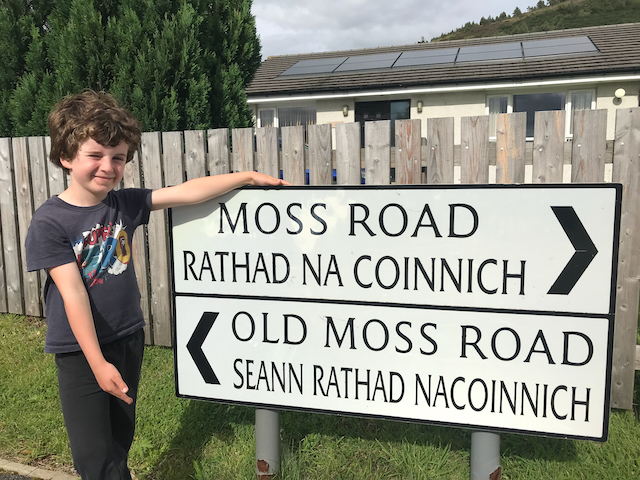 MOSS ROAD
RATHAD NA COINNICH
OLD MOSS ROAD
SEANN RATHAD NACOINNICH